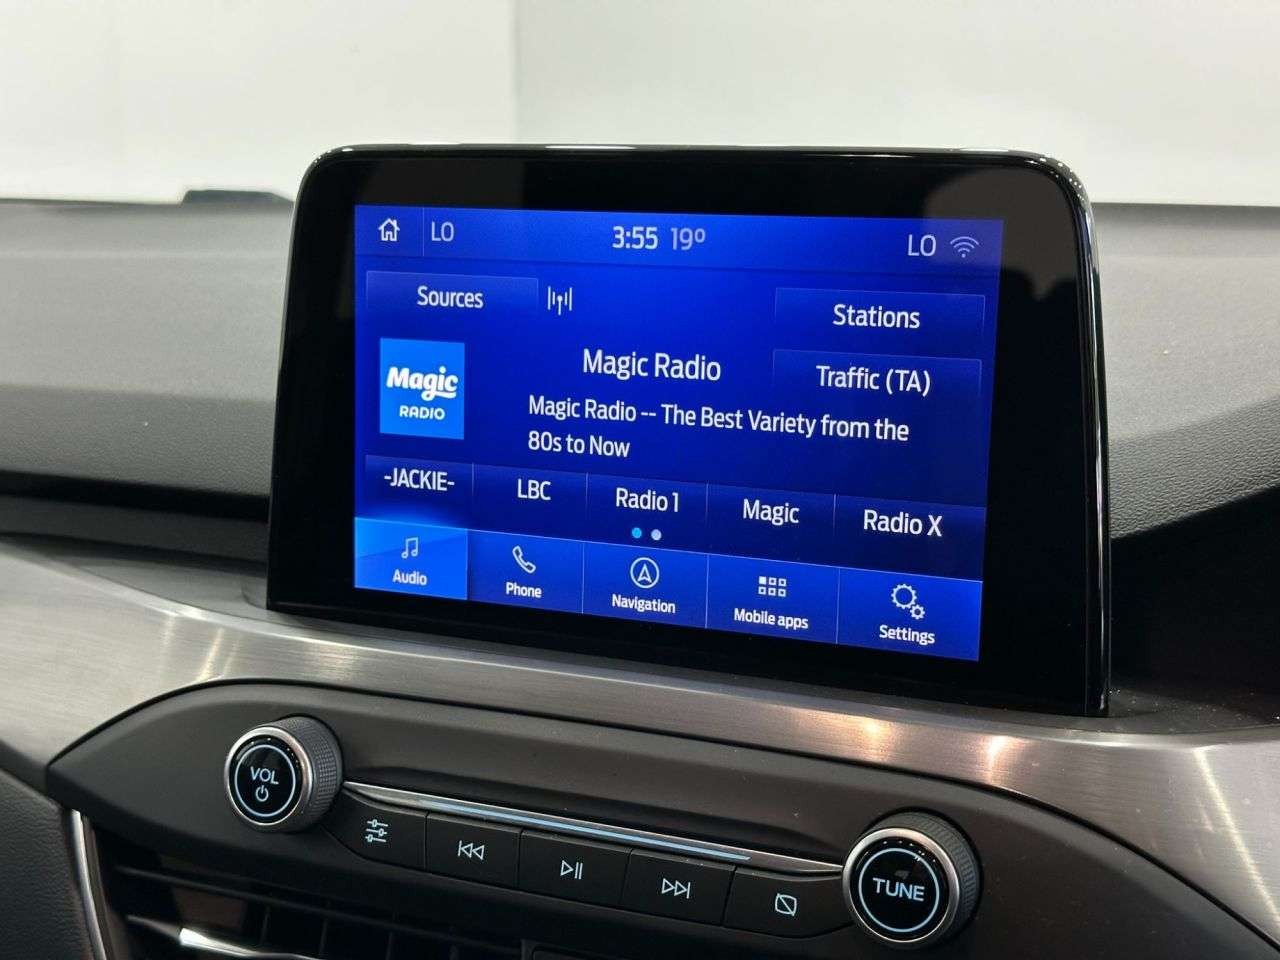 LO 3:55 19° LO
Sources
Stations
Magic
RADIO
Magic Radio
Traffic (TA)
Magic Radio -- The Best Variety from the
80s to Now
-JACKIE- LBC Radio 1 Magic Radio X
Audio Phone Navigation Mobile apps Settings
VOL
TUNE